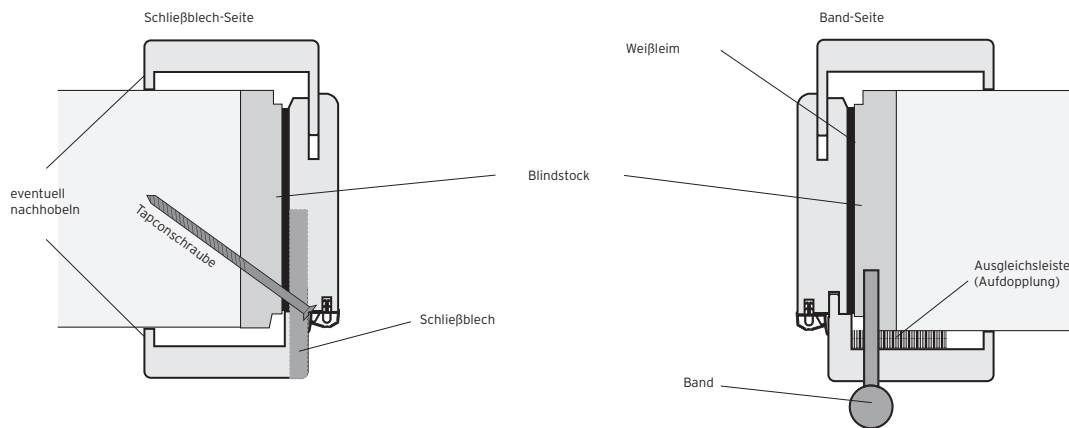 Schließblech-Seite
Band-Seite
Weißleim
eventuell
nachhobeln
Blindstock
Tapconschraube
Ausgleichsleiste
(Aufdopplung)
Schließblech
Band